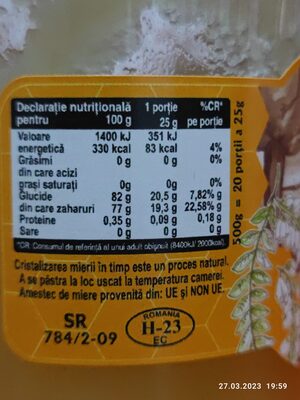 Declarație nutrițională 1 porție %CR*
pentru 100 g 25 g pe porție
Valoare 1400 kJ 351 kJ
energetică 330 kcal 83 kcal 4%
Grăsimi 0 g 0 g 0%
din care acizi
grași saturați 0g 0g 0%
Glucide 82 g 20,5 g 7,82%
din care zaharuri 77 g 19,3 g 22,58%
Proteine 0,35 g 0,09 g 0,18 g
Sare 0 g 0 g 0
*CR: Consumul de referință al unui adult obișnuit (8400kJ/ 2000kcal)
500g = 20 porții a 25g
Cristalizarea mierii în timp este un proces natural.
A se păstra la loc uscat la temperatura camerei.
Amestec de miere provenită din: UE și NON UE.
SR
784/2-09
ROMANIA
H-23
EC
27.03.2023 19:59